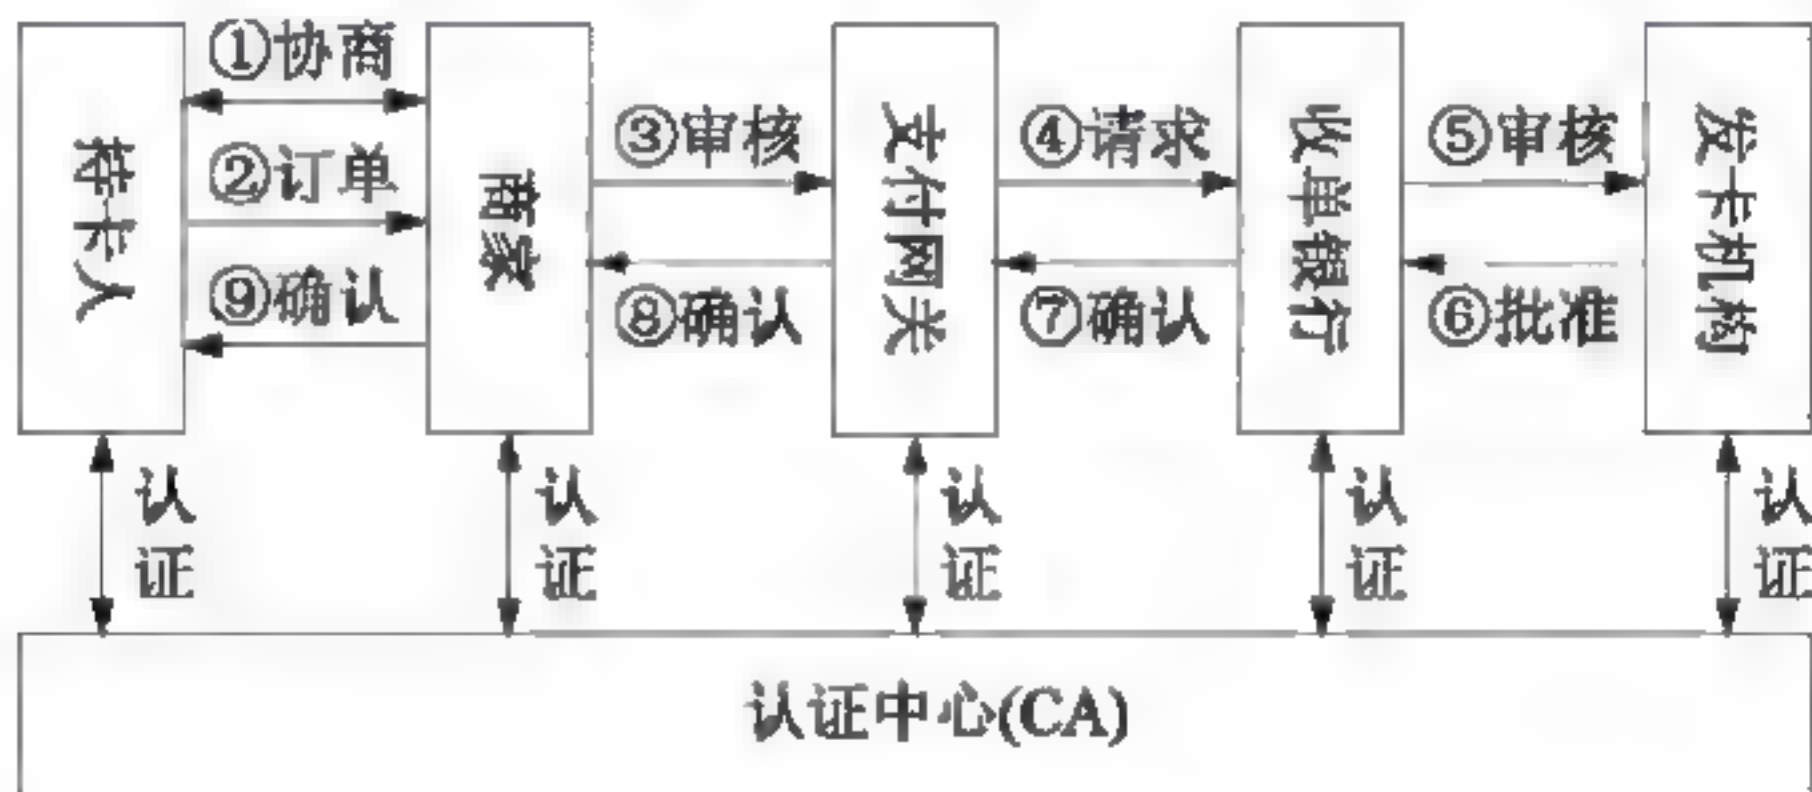 ①协商
②订单
⑨确认
③审核
⑧确认
④请求
⑦确认
⑤审核
⑥批准
持卡人
商家
支付网关
收单银行
发卡机构
认证
认证
认证
认证
认证
认证中心(CA)